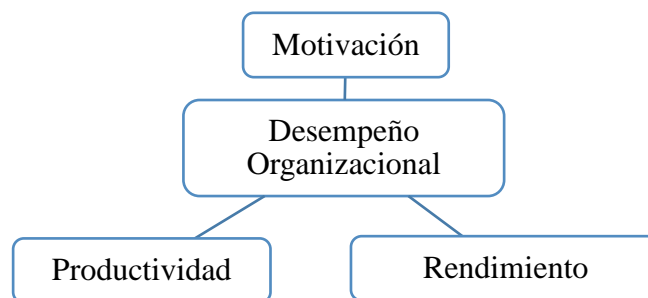 Motivación
Desempeño
Organizacional
Productividad
Rendimiento